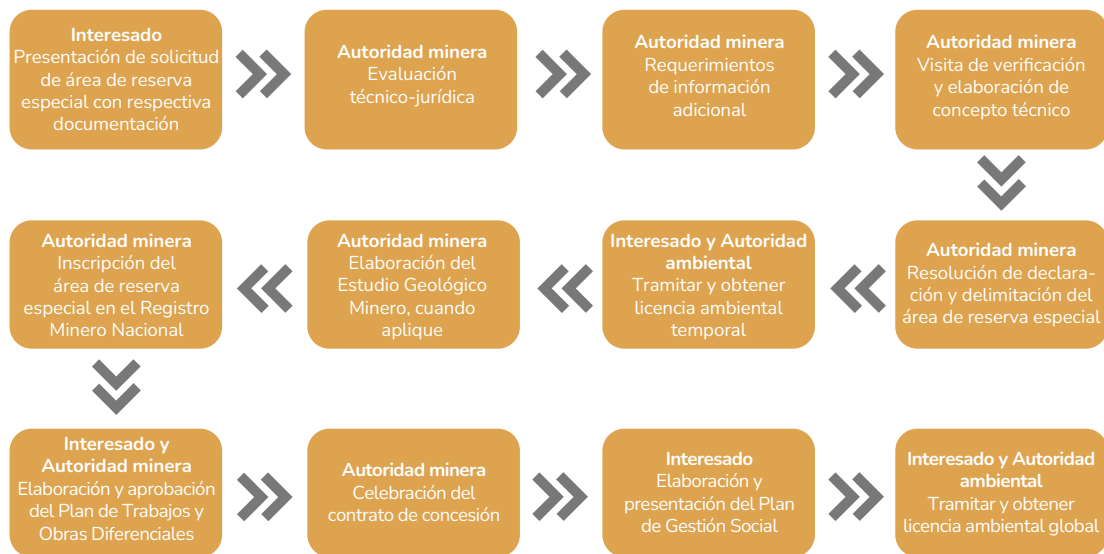 Interesado
Presentación de solicitud
de área de reserva
especial con respectiva
documentación
Autoridad minera
Evaluación
técnico-jurídica
Autoridad minera
Requerimientos
de información
adicional
Autoridad minera
Visita de verificación
y elaboración de
concepto técnico
Autoridad minera
Resolución de declara-
ación y delimitación del
área de reserva especial
Interesado y Autoridad
ambiental
Tramitar y obtener
licencia ambiental
temporal
Autoridad minera
Elaboración del
Estudio Geológico
Minero, cuando
aplique
Autoridad minera
Inscripción del
área de reserva
especial en el Registro
Minero Nacional
Interesado y
Autoridad minera
Elaboración y aprobación
del Plan de Trabajos y
Obras Diferenciales
Autoridad minera
Celebración del
contrato de concesión
Interesado
Elaboración y
presentación del Plan
de Gestión Social
Interesado y Autoridad
ambiental
Tramitar y obtener
licencia ambiental global